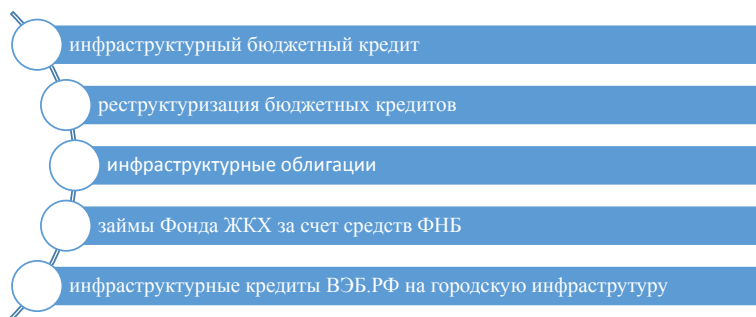 инфраструктурный бюджетный кредит
реструктуризация бюджетных кредитов
инфраструктурные облигации
займы Фонда ЖКХ за счет средств ФНБ
инфраструктурные кредиты ВЭБ.РФ на городскую инфраструтуру